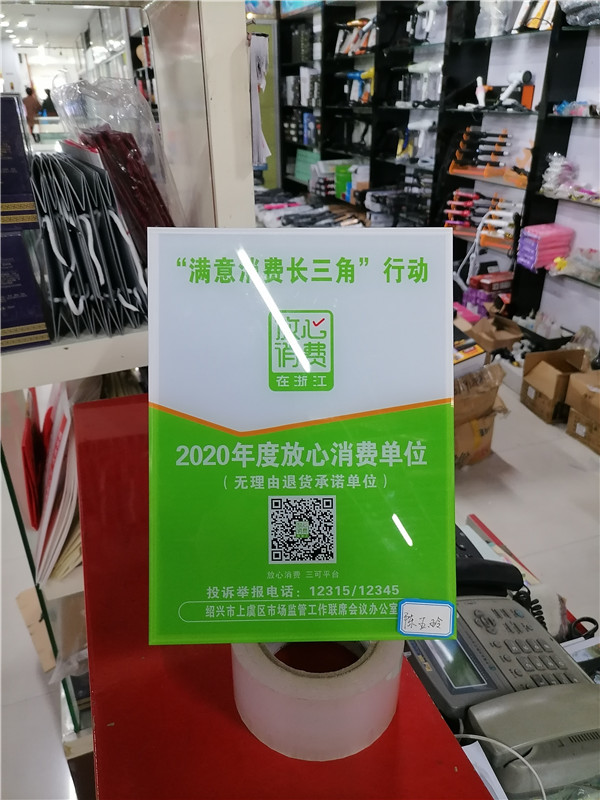 “满意消费长三角”行动
放心
消费
在浙江
2020年度放心消费单位
（无理由退货承诺单位）
放心消费 三可平台
投诉举报电话：12315/12345
绍兴市上虞区市场监管工作联席会议办公室